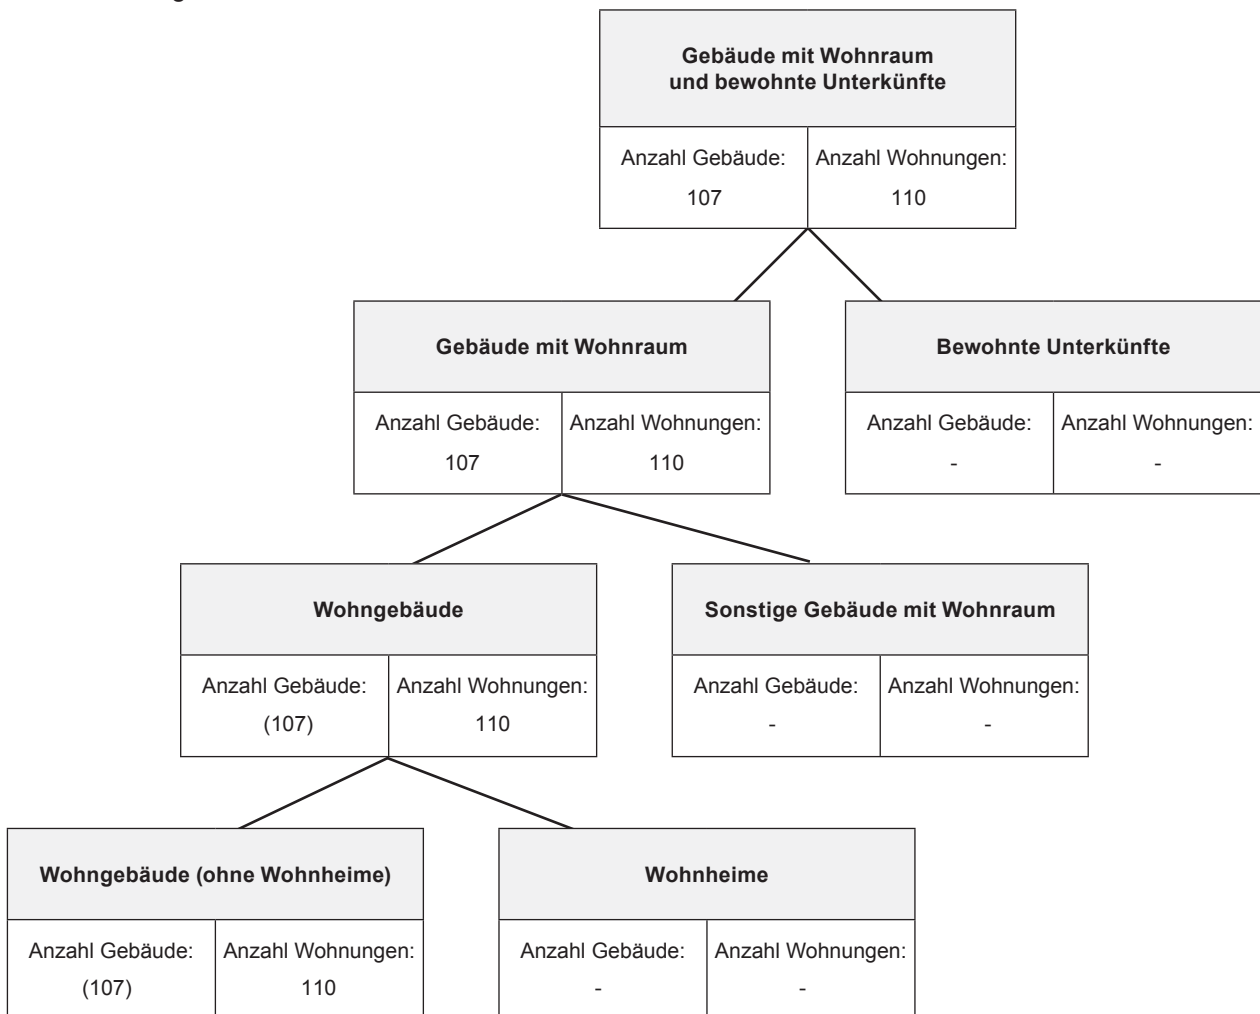 Gebäude mit Wohnraum
und bewohnte Unterkünfte
Anzahl Gebäude: Anzahl Wohnungen:
107 110
Gebäude mit Wohnraum
Anzahl Gebäude: Anzahl Wohnungen:
107 110
Bewohnte Unterkünfte
Anzahl Gebäude: Anzahl Wohnungen:
- -
Wohngebäude
Anzahl Gebäude: Anzahl Wohnungen:
(107) 110
Sonstige Gebäude mit Wohnraum
Anzahl Gebäude: Anzahl Wohnungen:
- -
Wohngebäude (ohne Wohnheime)
Anzahl Gebäude: Anzahl Wohnungen:
(107) 110
Wohnheime
Anzahl Gebäude: Anzahl Wohnungen:
- -